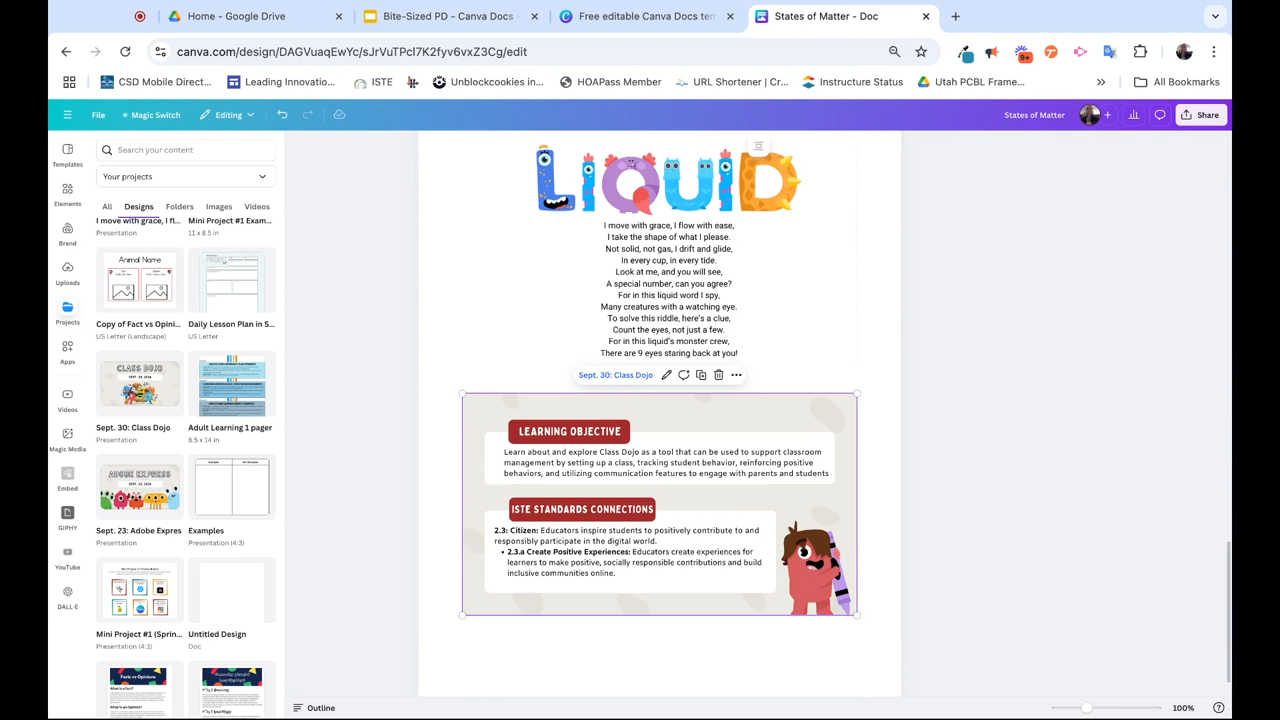 Home - Google Drive
Bite-Sized PD - Canva Docs -
Free editable Canva Docs tem
States of Matter - Doc
canva.com/design/DAGVuaqEwYc/sJrVuTPcI7K2fyv6vxZ3Cg/edit
CSD Mobile Direct...
Leading Innovatio...
ISTE
Unblockcookies in...
HOAPass Member
URL Shortener | Cr...
Instructure Status
Utah PCBL Frame...
All Bookmarks
9+
File
Magic Switch
Editing
States of Matter
Share
Templates
Elements
Brand
Uploads
Projects
Apps
Videos
Magic Media
Embed
GIPHY
YouTube
DALL·E
Search your content
Your projects
All
Designs
Folders
Images
Videos
I move with grace, I fl...
Presentation
Mini Project #1 Exam...
11 x 8.5 in
Animal Name
Copy of Fact vs Opini...
US Letter (Landscape)
Daily Lesson Plan in S...
US Letter
CLASS DOJO
SEPT. 30, 2024
Sept. 30: Class Dojo
Presentation
Adult Learning 1 pager
8.5 x 14 in
ADOBE EXPRESS
SEPT. 23, 2024
Sept. 23: Adobe Expres
Presentation
Examples
Presentation (4:3)
Mini Project #1 (Sprin...
Presentation (4:3)
Untitled Design
Doc
Facts vs Opinions
LIQUID
I move with grace, I flow with ease,
I take the shape of what I please.
Not solid, not gas, I drift and glide,
In every cup, in every tide.
Look at me, and you will see,
A special number, can you agree?
For in this liquid word I spy,
Many creatures with a watching eye.
To solve this riddle, here's a clue,
Count the eyes, not just a few.
For in this liquid's monster crew,
There are 9 eyes staring back at you!
Sept. 30: Class Dojo
LEARNING OBJECTIVE
Learn about and explore Class Dojo as a tool that can be used to support classroom
management by setting up a class, tracking student behavior, reinforcing positive
behaviors, and utilizing communication features to engage with parents and students
ISTE STANDARDS CONNECTIONS
2.3: Citizen: Educators inspire students to positively contribute to and
responsibly participate in the digital world.
• 2.3.a Create Positive Experiences: Educators create experiences for
learners to make positive, socially responsible contributions and build
inclusive communities online.
Outline
100%